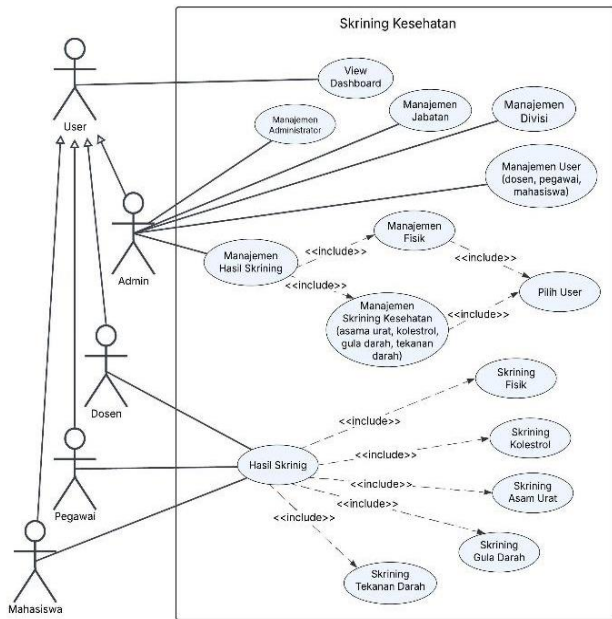 Skrining Kesehatan
View
Dashboard
User
Manajemen
Administrator
Manajemen
Jabatan
Manajemen
Divisi
Manajemen User
(dosen, pegawai,
mahasiswa)
Admin
Manajemen
Hasil Skrining
<<include>>
Manajemen
Fisik
<<include>>
<<include>>
Manajemen
Skrining Kesehatan
(asama urat, kolestrol,
gula darah, tekanan
darah)
<<include>>
Pilih User
Dosen
Skrining
Fisik
<<include>>
Skrining
Kolestrol
<<include>>
Hasil Skrinig
Pegawai
<<include>>
Skrining
Asam Urat
<<include>>
<<include>>
Skrining
Gula Darah
Skrining
Tekanan Darah
Mahasiswa